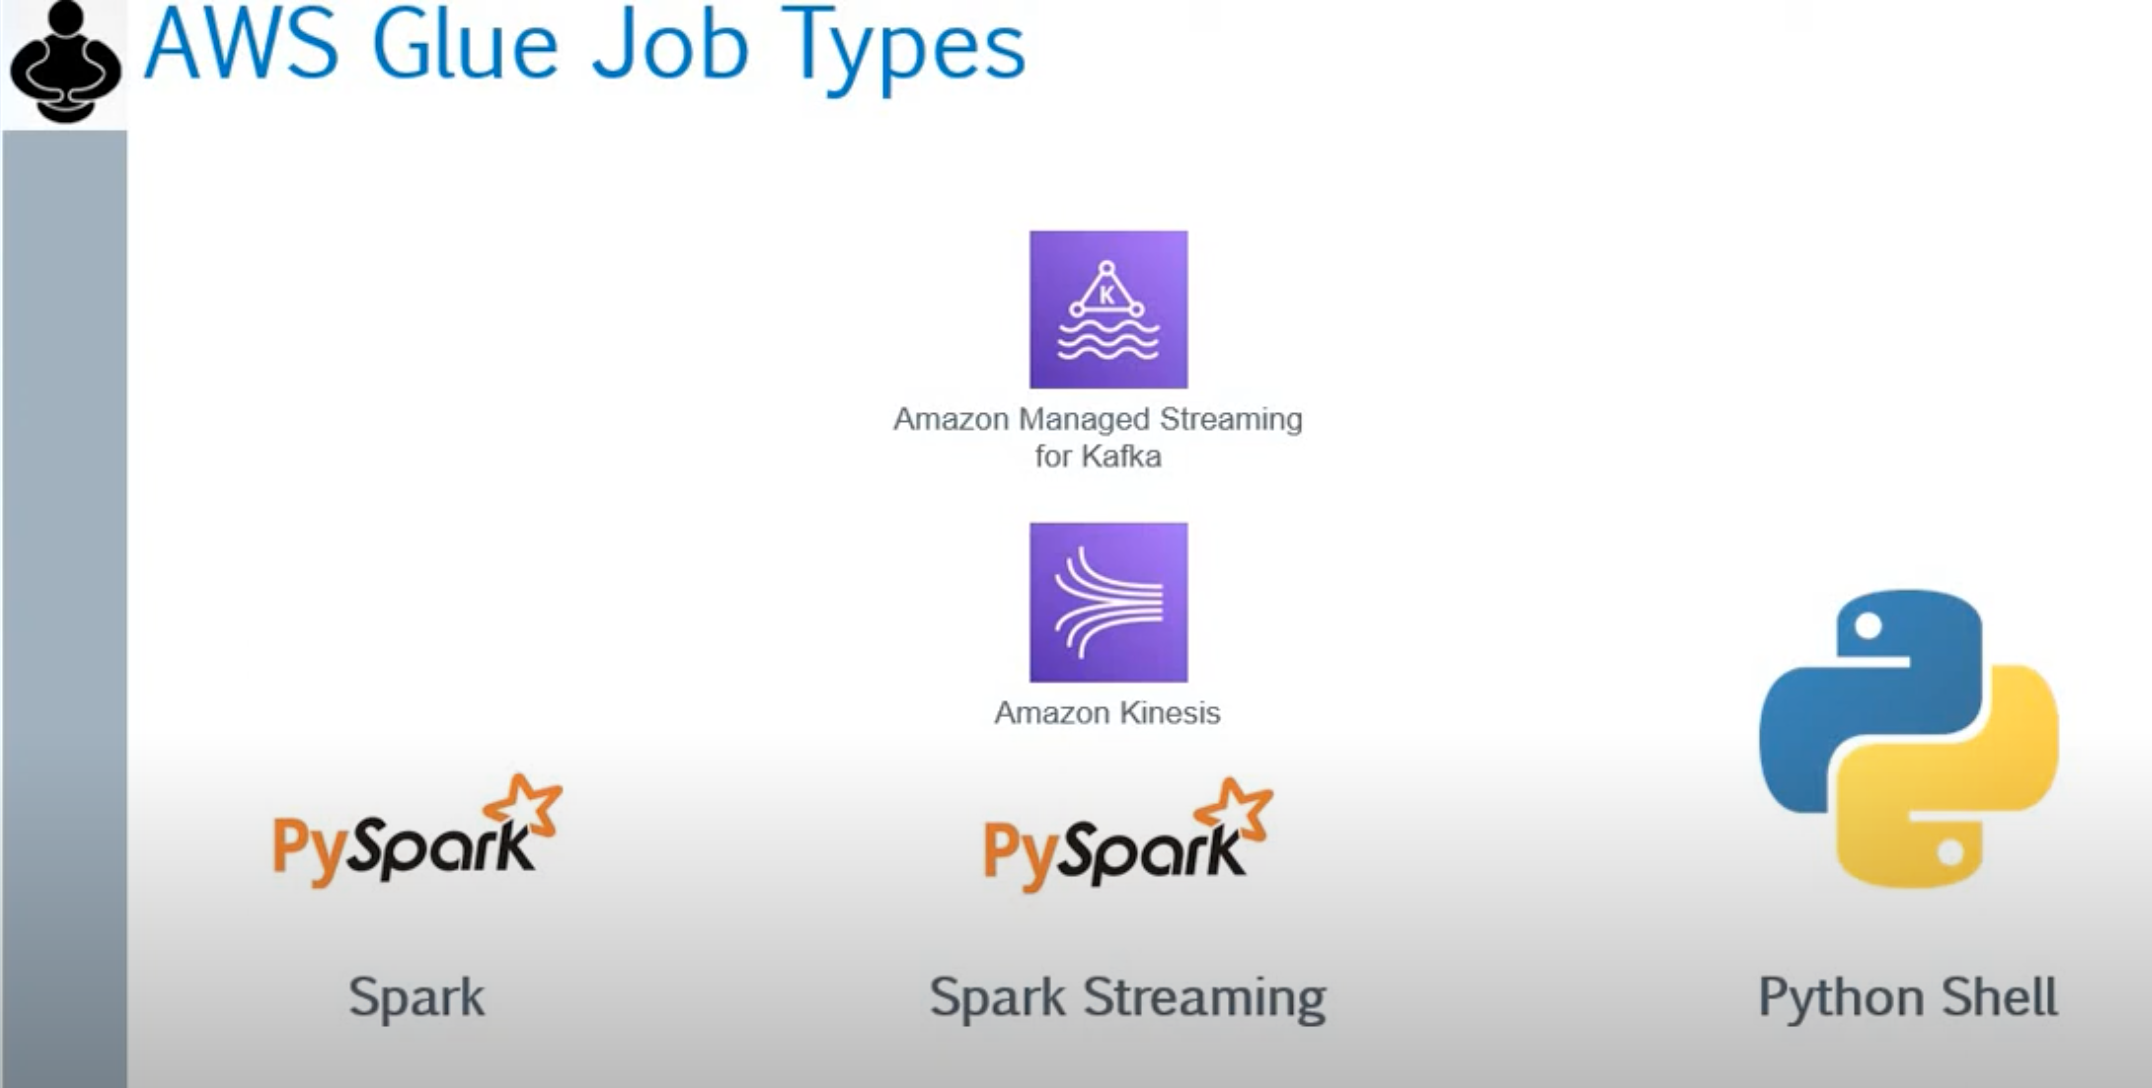 AWS Glue Job Types
K
Amazon Managed Streaming
for Kafka
Amazon Kinesis
PySpark
PySpark
Spark
Spark Streaming
Python Shell